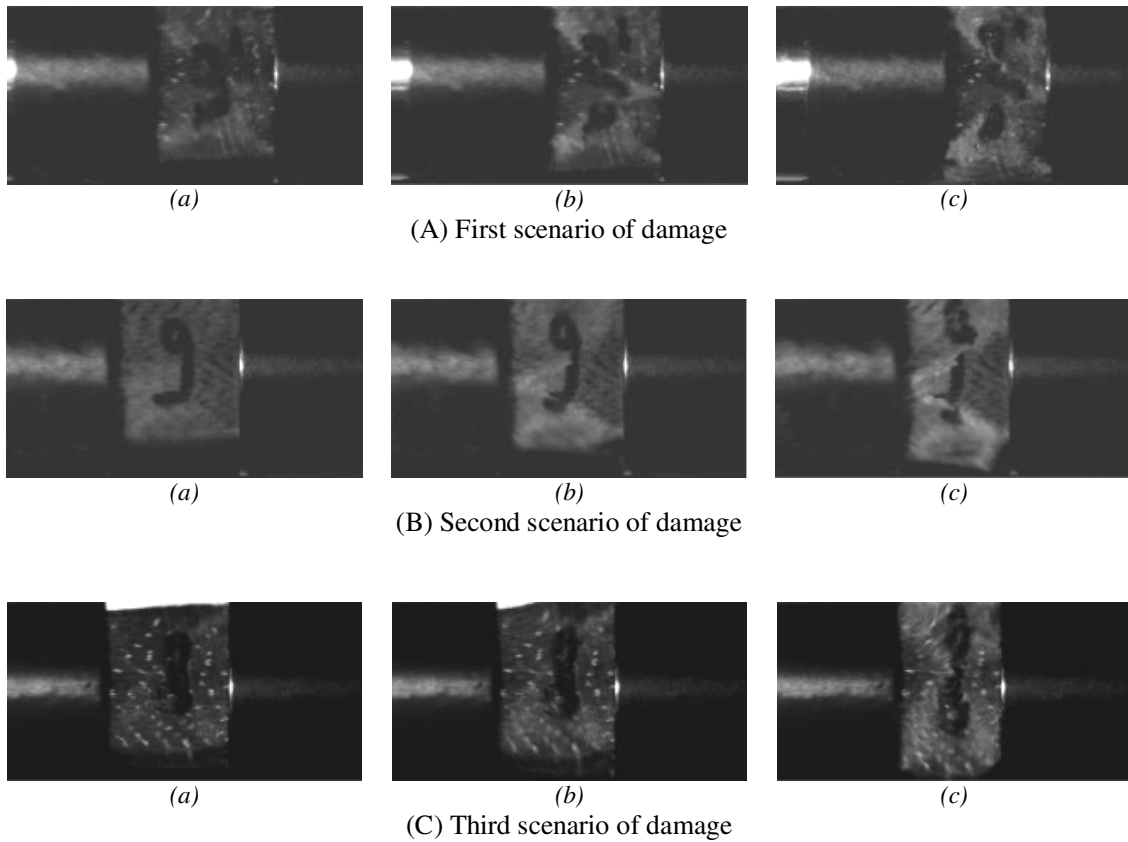 (a) (b) (c)
(A) First scenario of damage
(a) (b) (c)
(B) Second scenario of damage
(a) (b) (c)
(C) Third scenario of damage